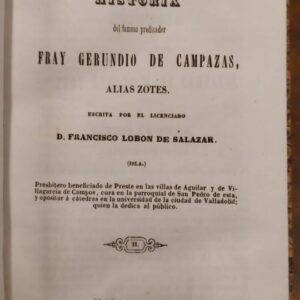 HISTORIA
del famoso predicador
FRAY GERUNDIO DE CAMPAZAS,
ALIAS ZOTES.
ESCRITA POR EL LICENCIADO
D. FRANCISCO LOBON DE SALAZAR.
(ISLA.)
Presbítero beneficiado de Preste en las villas de Aguilar y de Vi-
llagarcía de Campos, cura en la parroquial de San Pedro de esta,
y opositor á cátedras en la universidad de la ciudad de Valladolid:
quien la dedica al público.
II.